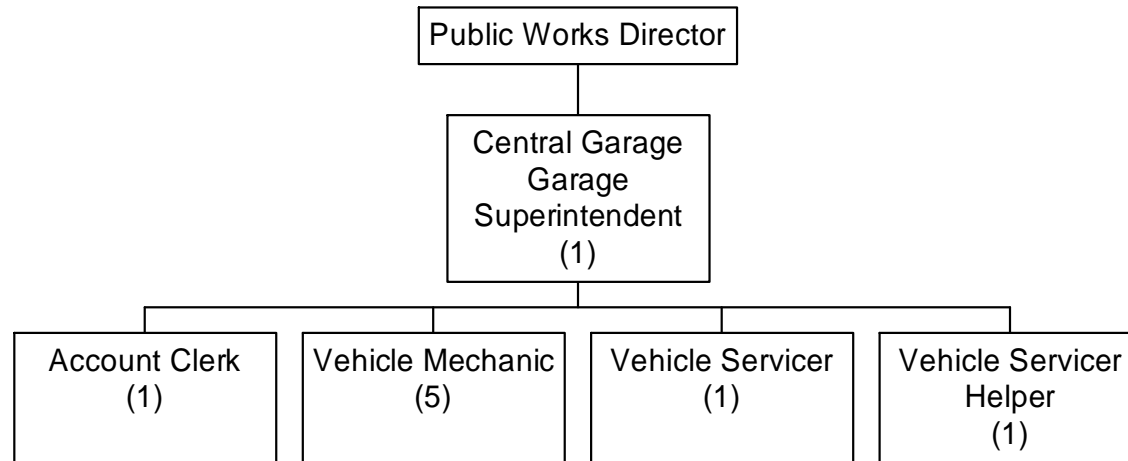 Public Works Director
Central Garage
Garage
Superintendent
(1)
Account Clerk
(1)
Vehicle Mechanic
(5)
Vehicle Servicer
(1)
Vehicle Servicer
Helper
(1)